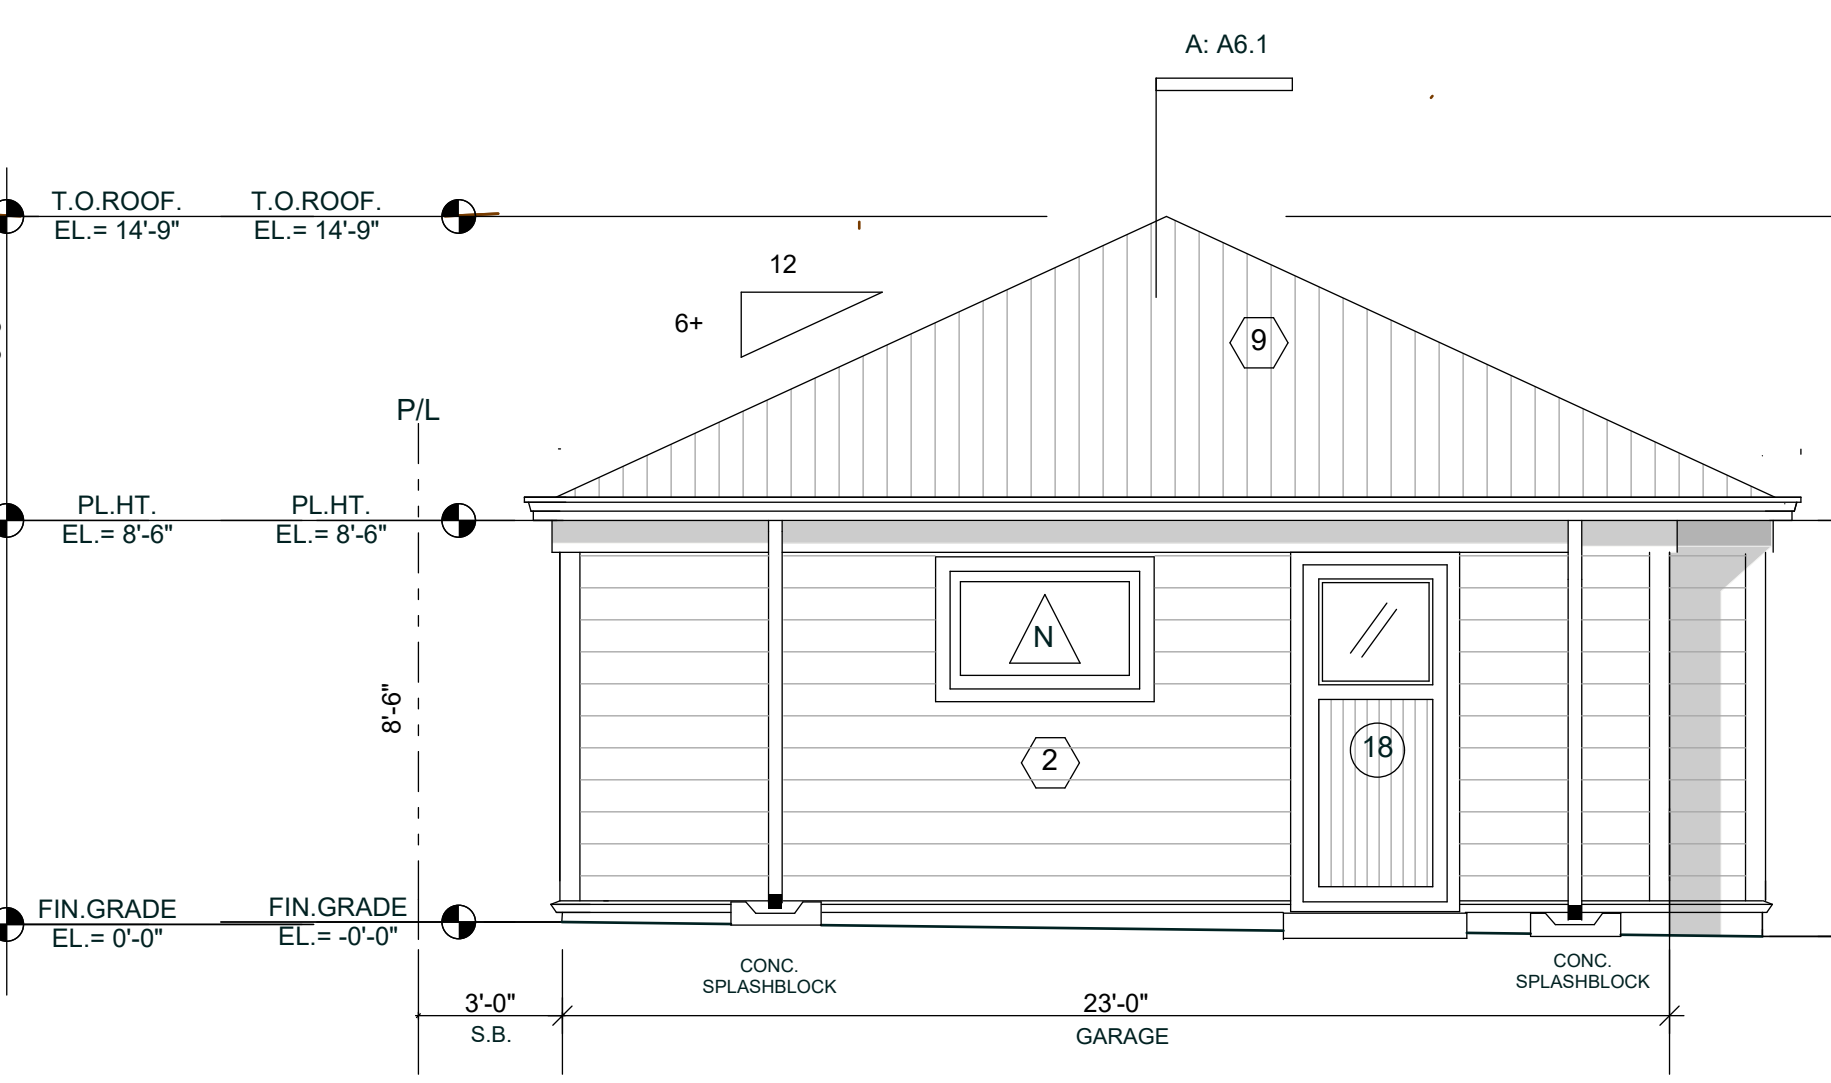 A: A6.1
T.O.ROOF.
EL.= 14'-9"
T.O.ROOF.
EL.= 14'-9"
12
6+
9
P/L
PL.HT.
EL.= 8'-6"
PL.HT.
EL.= 8'-6"
N
8'-6"
2
18
FIN.GRADE
EL.= 0'-0"
FIN.GRADE
EL.= -0'-0"
CONC.
SPLASHBLOCK
CONC.
SPLASHBLOCK
3'-0"
S.B.
23'-0"
GARAGE